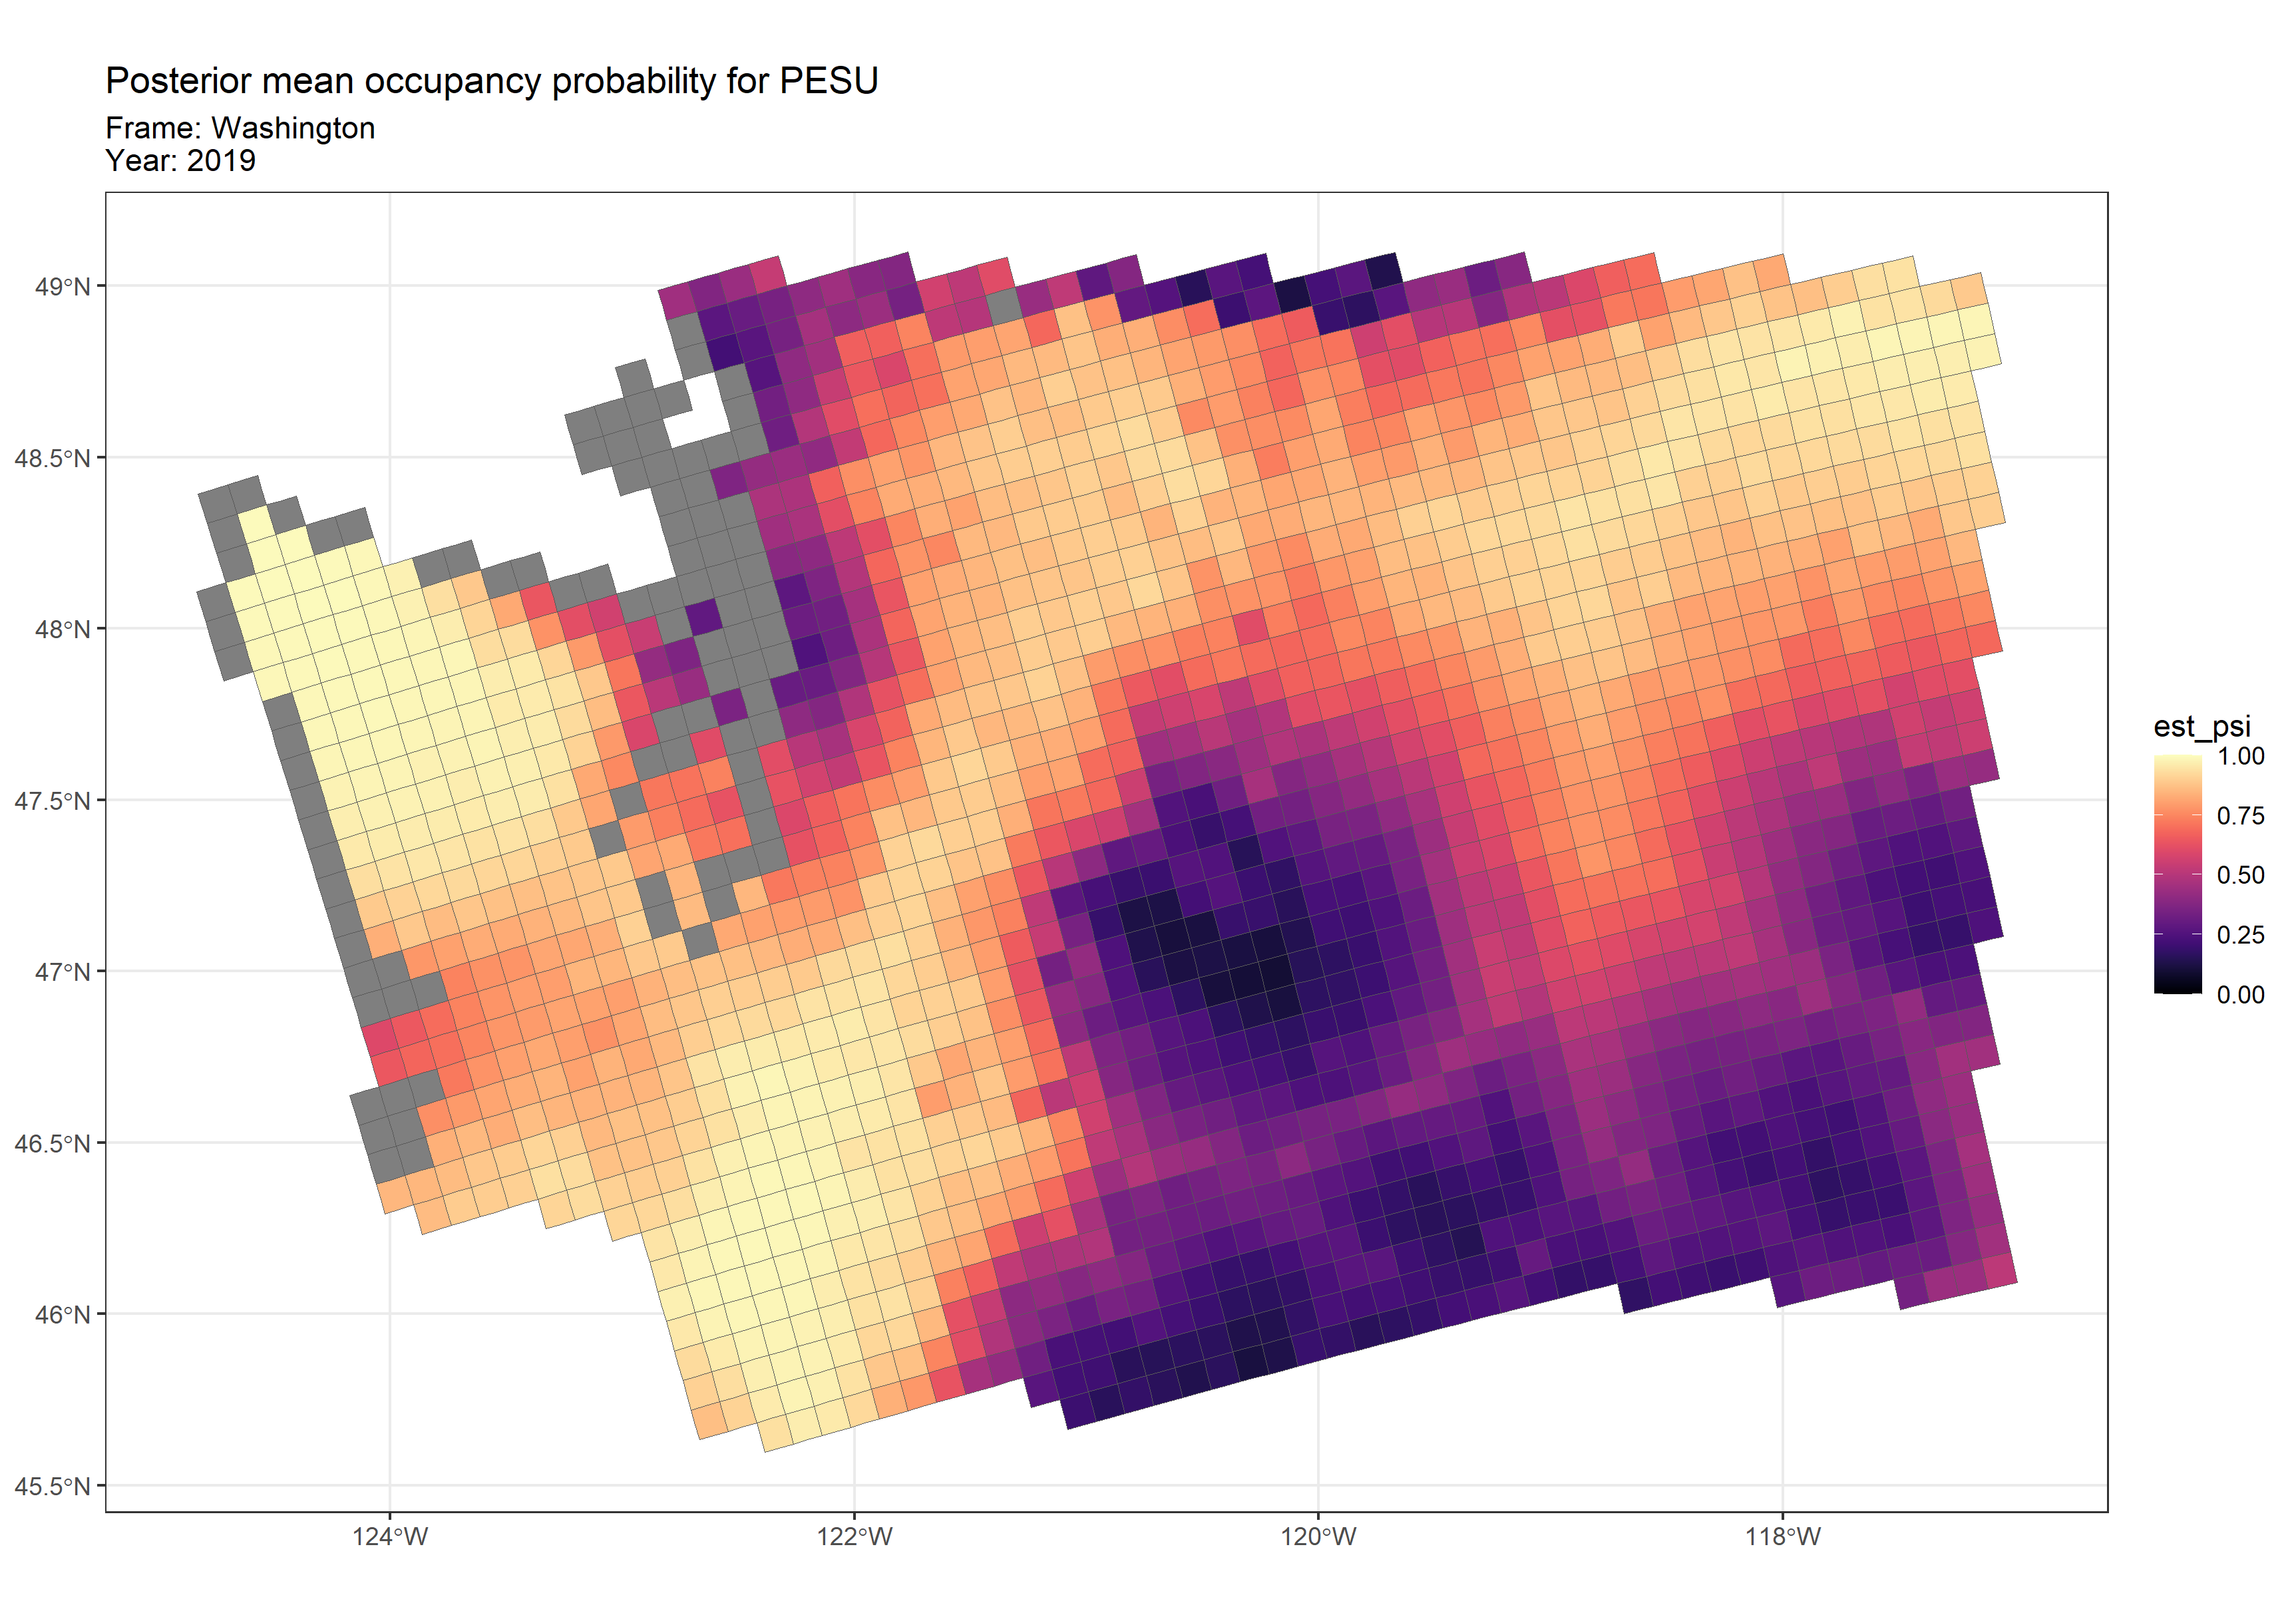 Posterior mean occupancy probability for PESU
Frame: Washington
Year: 2019
49°N
48.5°N
48°N
47.5°N
47°N
46.5°N
46°N
45.5°N
124°W
122°W
120°W
118°W
est_psi
1.00
0.75
0.50
0.25
0.00